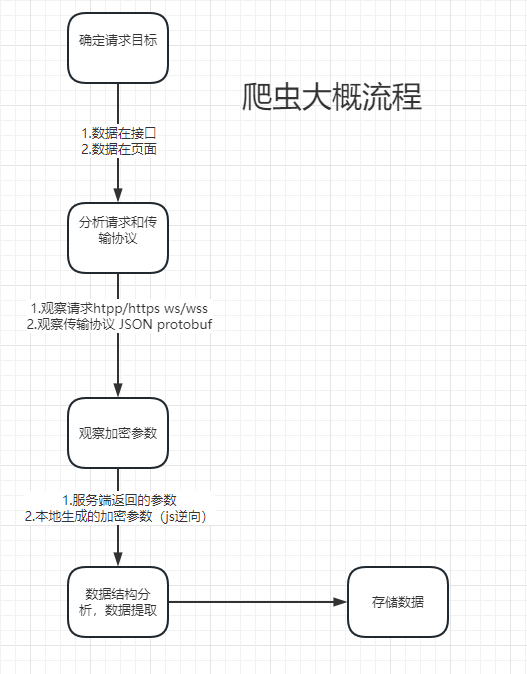 确定请求目标
爬虫大概流程
1.数据在接口
2.数据在页面
分析请求和传
输协议
1.观察请求htpp/https ws/wss
2.观察传输协议 JSON protobuf
观察加密参数
1.服务端返回的参数
2.本地生成的加密参数（js逆向）
数据结构分
析，数据提取
存储数据